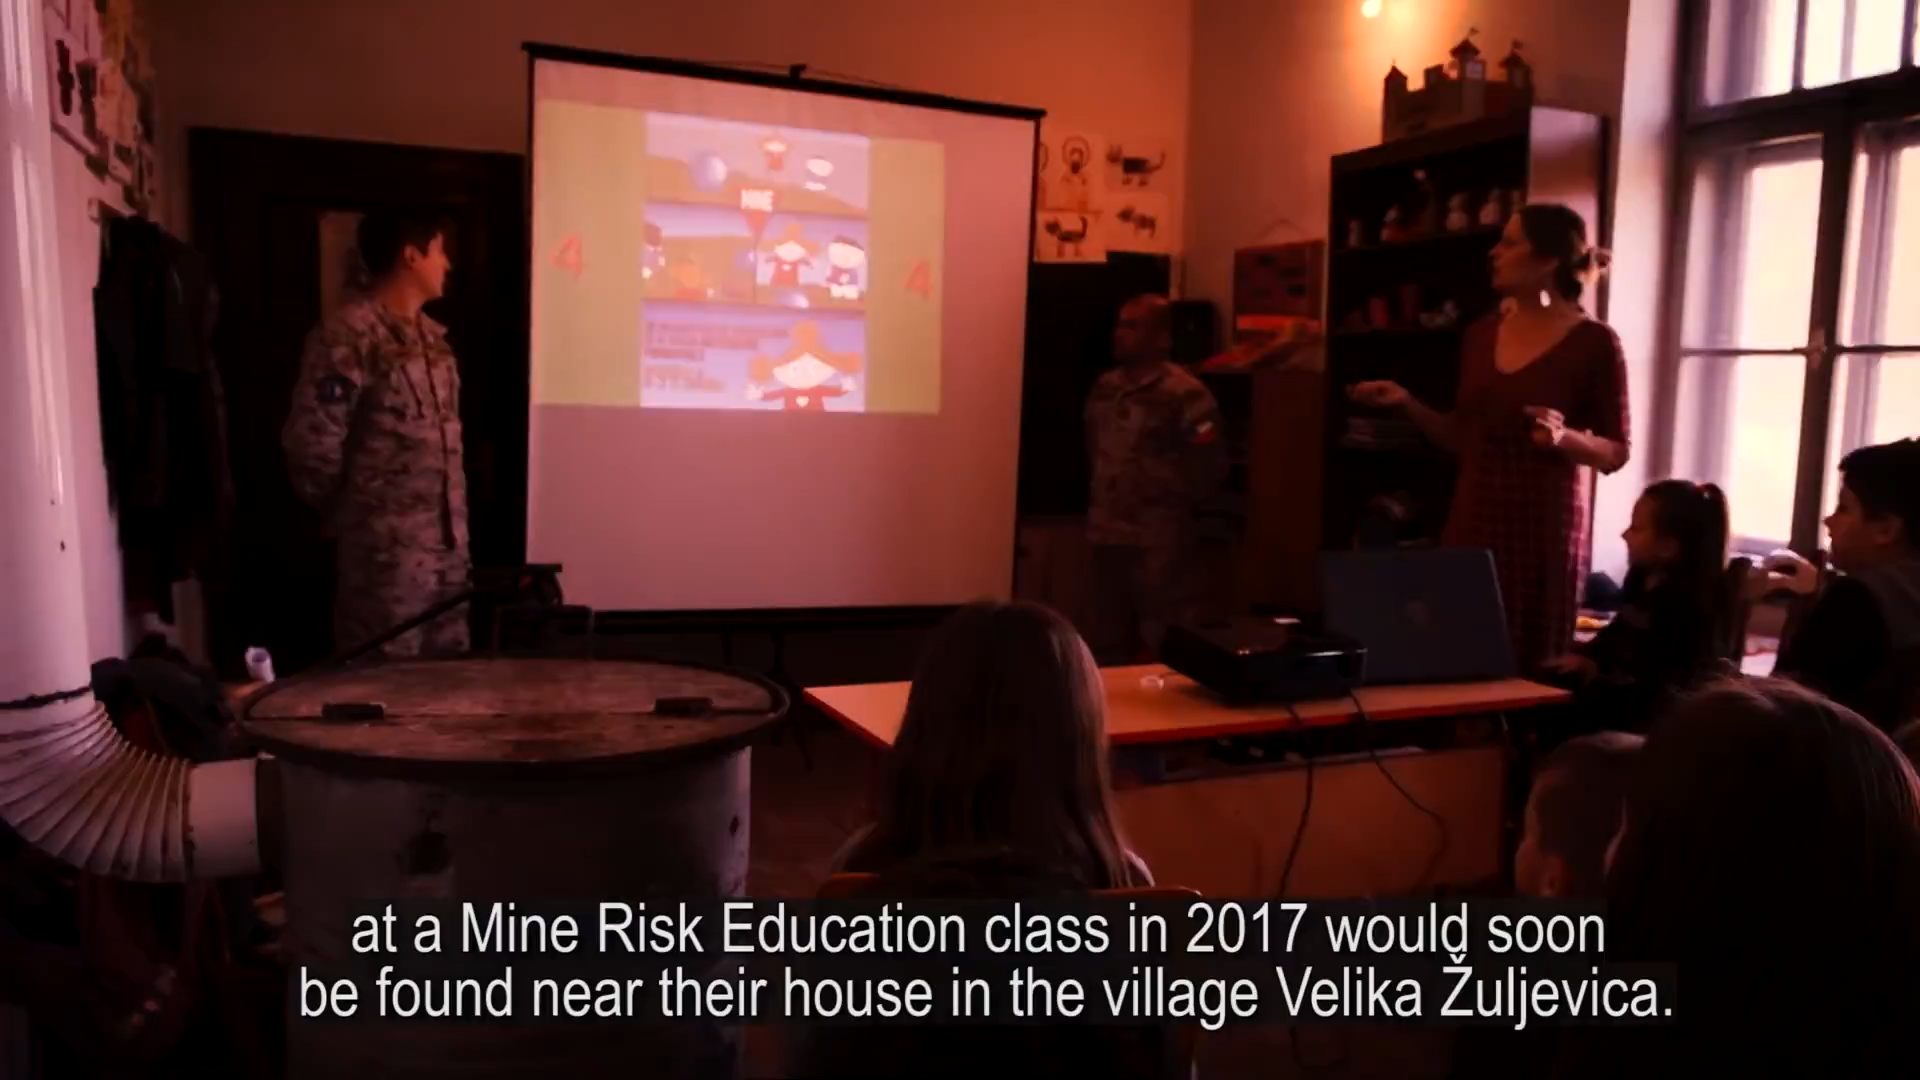 MINE
4
4
at a Mine Risk Education class in 2017 would soon
be found near their house in the village Velika Žuljevica.